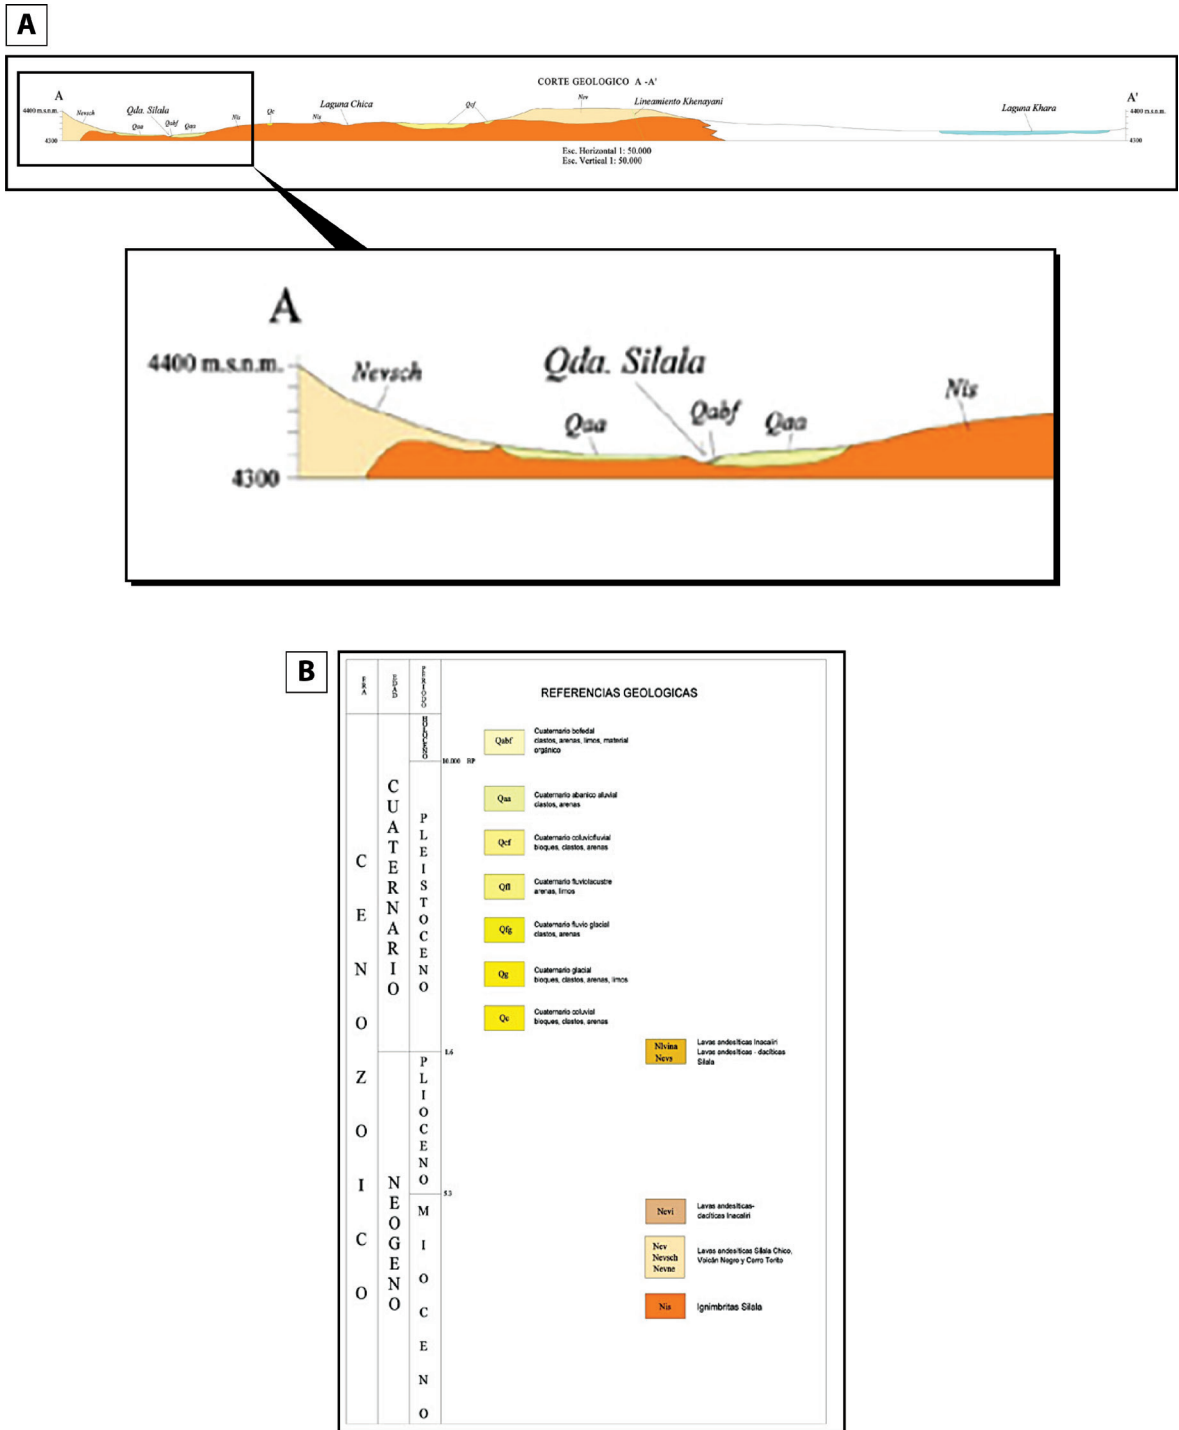 A
CORTE GEOLOGICO A -A'
A
4400 m.s.n.m.
4300
Nevsch
Qda. Silala
Qaa
Qabf
Qaa
Nis
Qc
Nis
Laguna Chica
Qcf
Nev
Lineamiento Khenayani
Laguna Khara
A'
4400 m.s.n.m.
4300
Esc. Horizontal 1: 50.000
Esc. Vertical 1: 50.000
A
4400 m.s.n.m.
4300
Nevsch
Qda. Silala
Qaa
Qabf
Qaa
Nis
B
ERA
EDAD
PERIODO
REFERENCIAS GEOLOGICAS
CENOZOICO
CUATERNARIO
NEOGENO
HOLOCENO
PLEISTOCENO
PLIOCENO
MIOCENO
10.000
1.6
5.3
Qabf
Cuaternario bofedal
clastos, arenas, limos, material
orgánico
Qaa
Cuaternario abanico aluvial
clastos, arenas
Qcf
Cuaternario coluviofluvial
bloques, clastos, arenas
Qfl
Cuaternario fluviolacustre
arenas, limos
Qfg
Cuaternario fluvio glacial
clastos, arenas
Qg
Cuaternario glacial
bloques, clastos, arenas, limos
Qc
Cuaternario coluvial
bloques, clastos, arenas
Nlvina
Nevs
Lavas andesíticas Inacaliri
Lavas andesíticas - dacíticas
Silala
Nevi
Lavas andesíticas-
dacíticas Inacaliri
Nev
Nevsch
Nevne
Lavas andesíticas Silala Chico,
Volcán Negro y Cerro Torito
Nis
Ignimbritas Silala